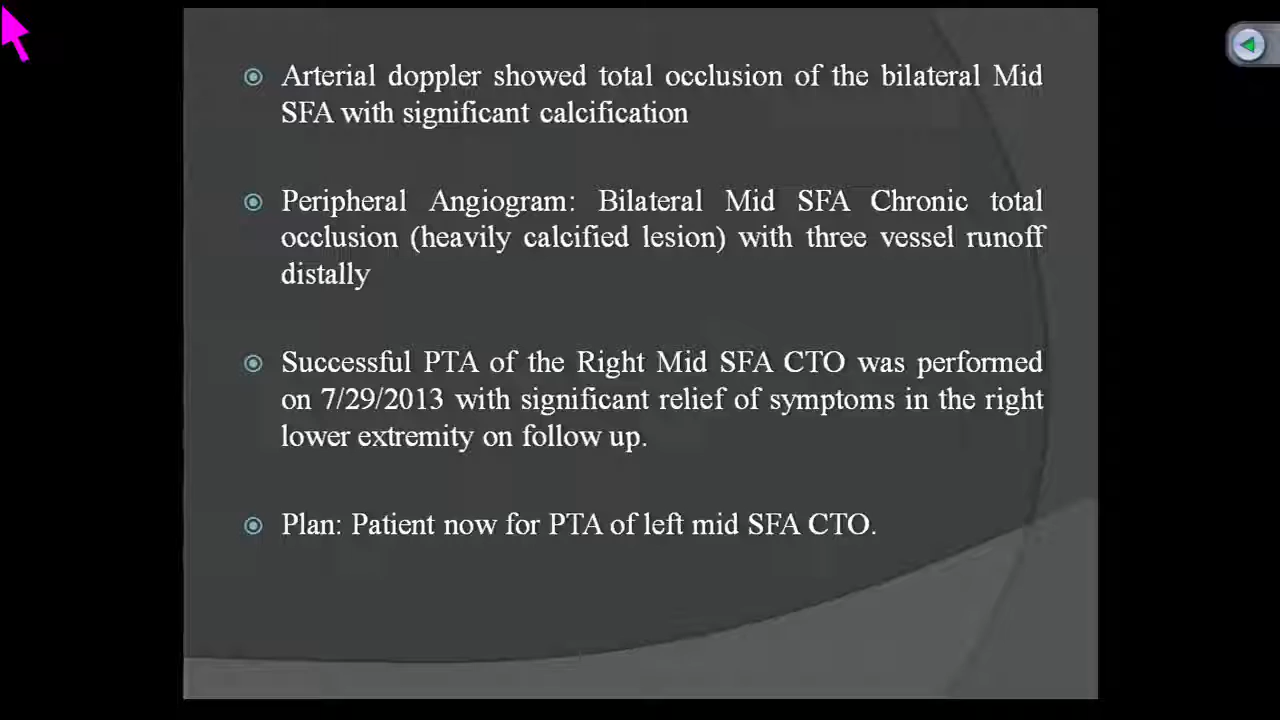 Arterial doppler showed total occlusion of the bilateral Mid
SFA with significant calcification
Peripheral Angiogram: Bilateral Mid SFA Chronic total
occlusion (heavily calcified lesion) with three vessel runoff
distally
Successful PTA of the Right Mid SFA CTO was performed
on 7/29/2013 with significant relief of symptoms in the right
lower extremity on follow up.
Plan: Patient now for PTA of left mid SFA CTO.